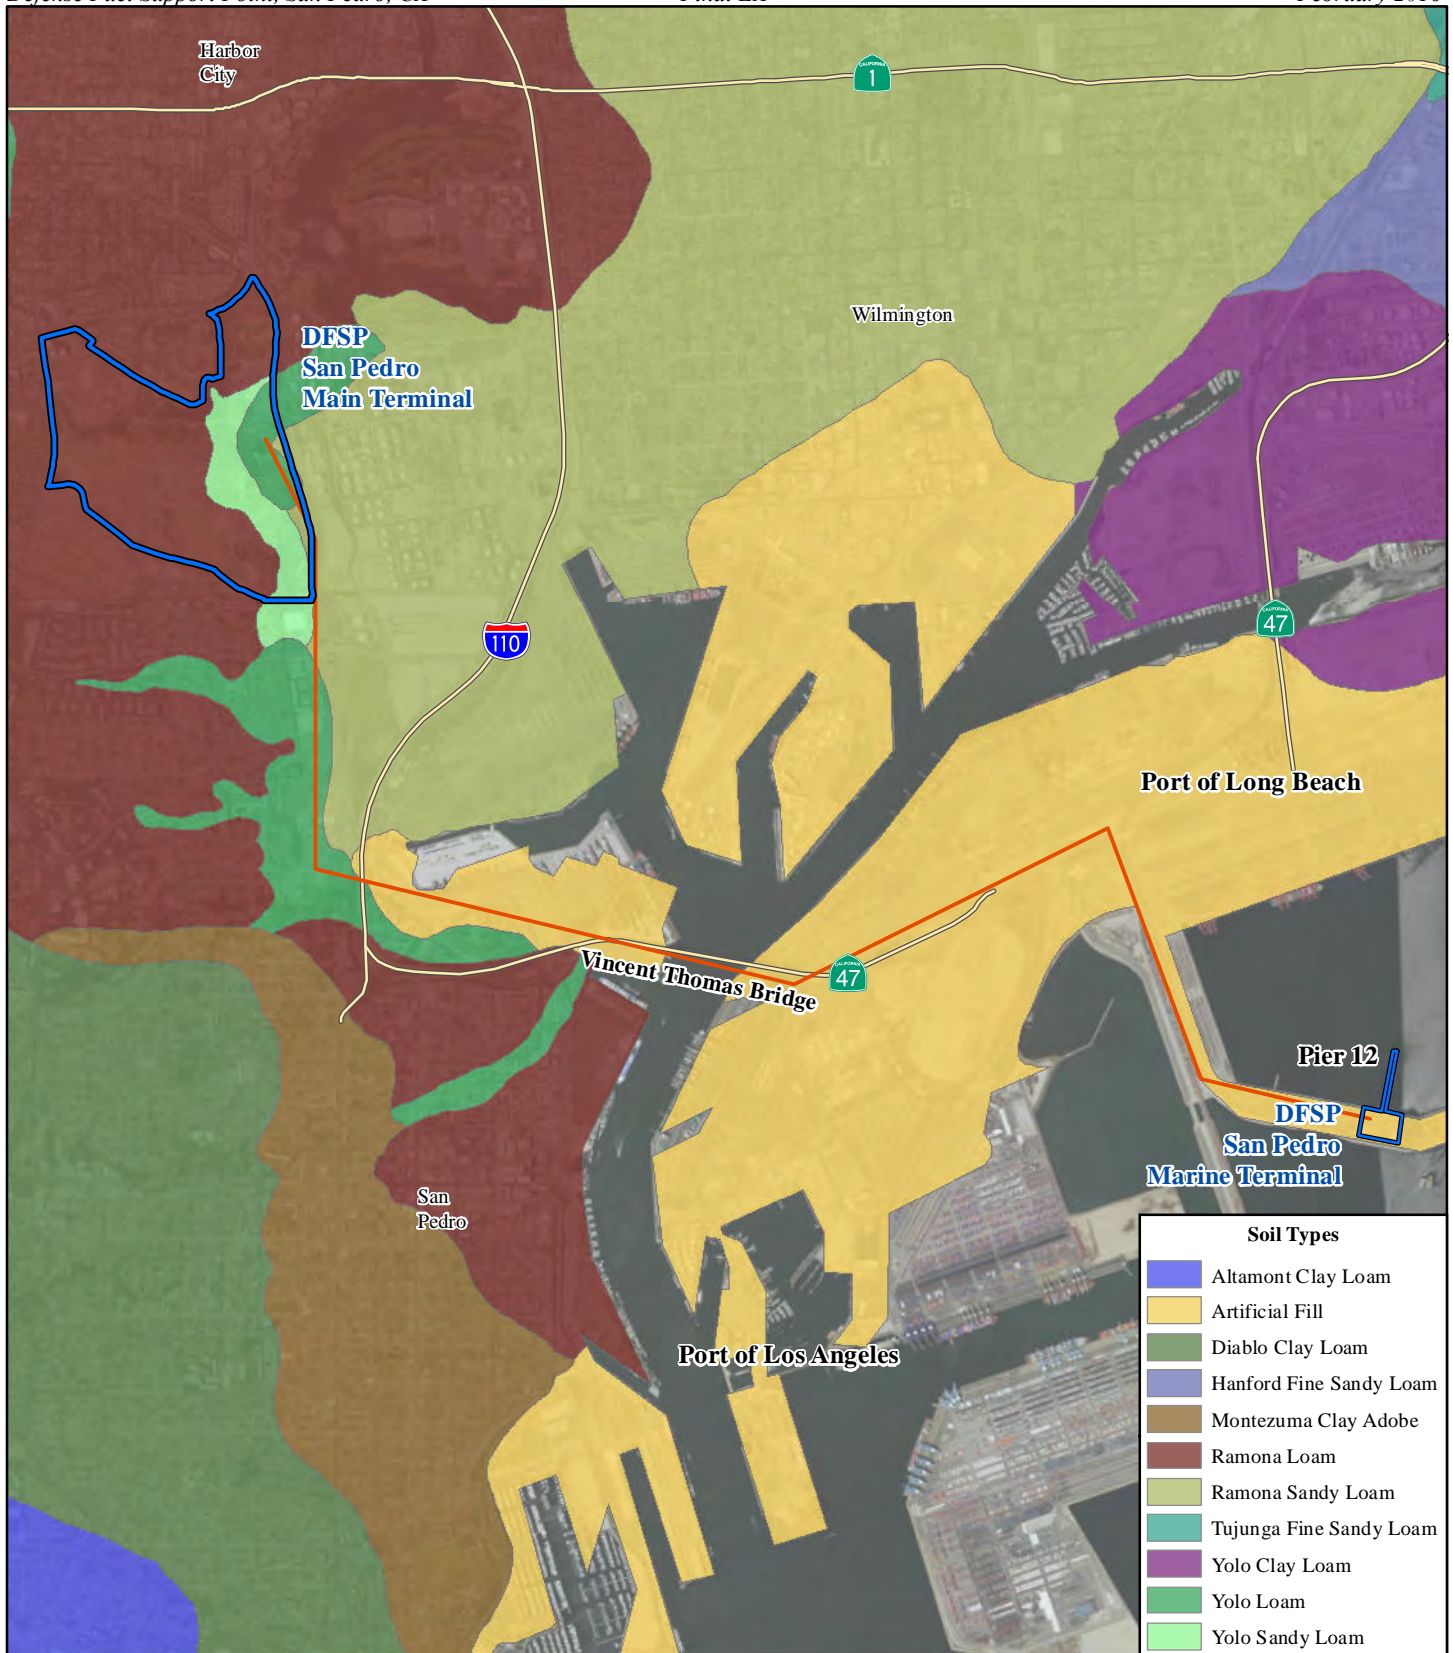 Harbor
City
CALIFORNIA
1
DFSP
San Pedro
Main Terminal
Wilmington
110
CALIFORNIA
47
Port of Long Beach
Vincent Thomas Bridge
CALIFORNIA
47
Pier 12
DFSP
San Pedro
Marine Terminal
San
Pedro
Port of Los Angeles
Soil Types
Altamont Clay Loam
Artificial Fill
Diablo Clay Loam
Hanford Fine Sandy Loam
Montezuma Clay Adobe
Ramona Loam
Ramona Sandy Loam
Tujunga Fine Sandy Loam
Yolo Clay Loam
Yolo Loam
Yolo Sandy Loam